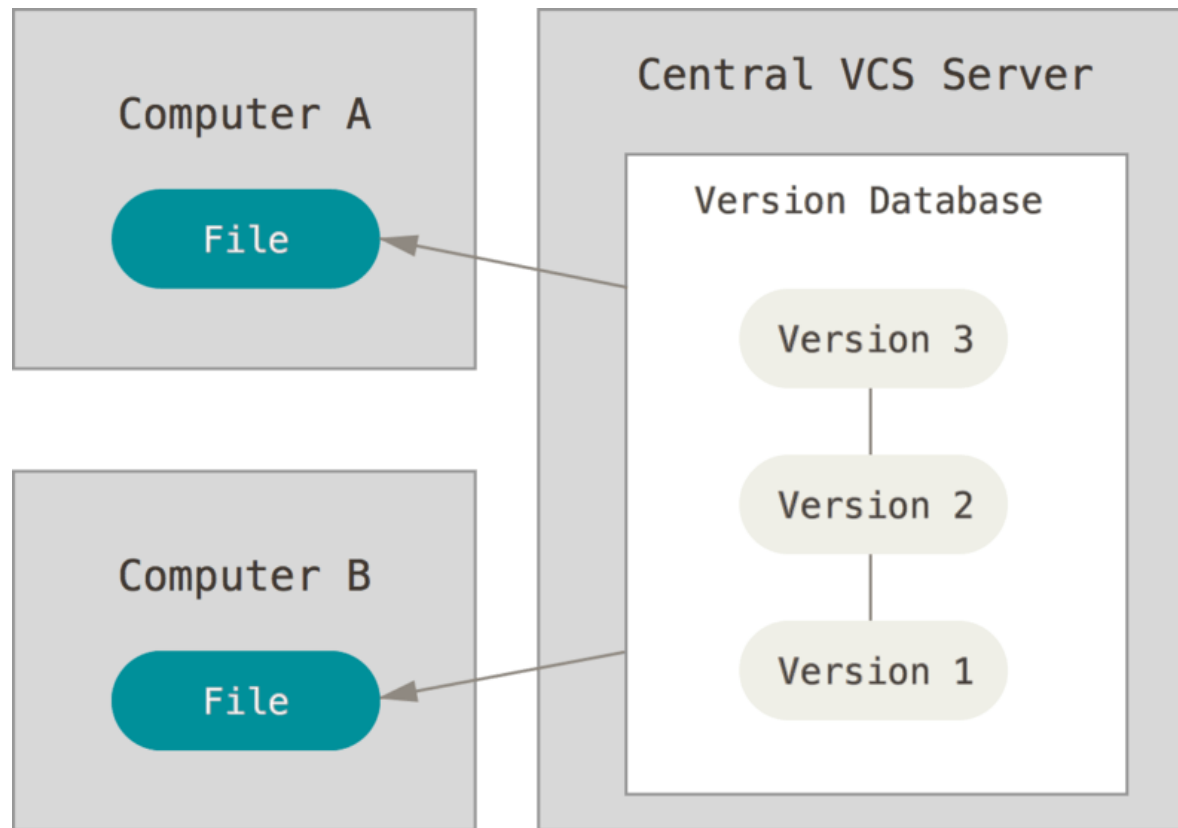 Computer A
File
Computer B
File
Central VCS Server
Version Database
Version 3
Version 2
Version 1